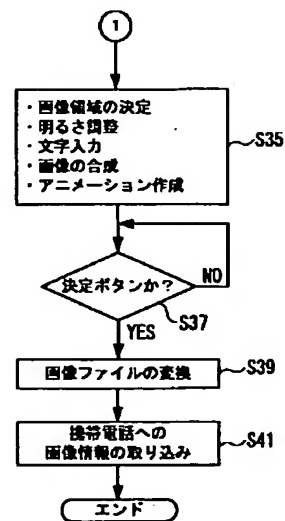 1
・画像領域の決定
・明るさ調整
・文字入力
・画像の合成
・アニメーション作成
S35
決定ボタンか?
NO
S37
YES
画像ファイルの変換
S39
携帯電話への
画像情報の取り込み
S41
エンド